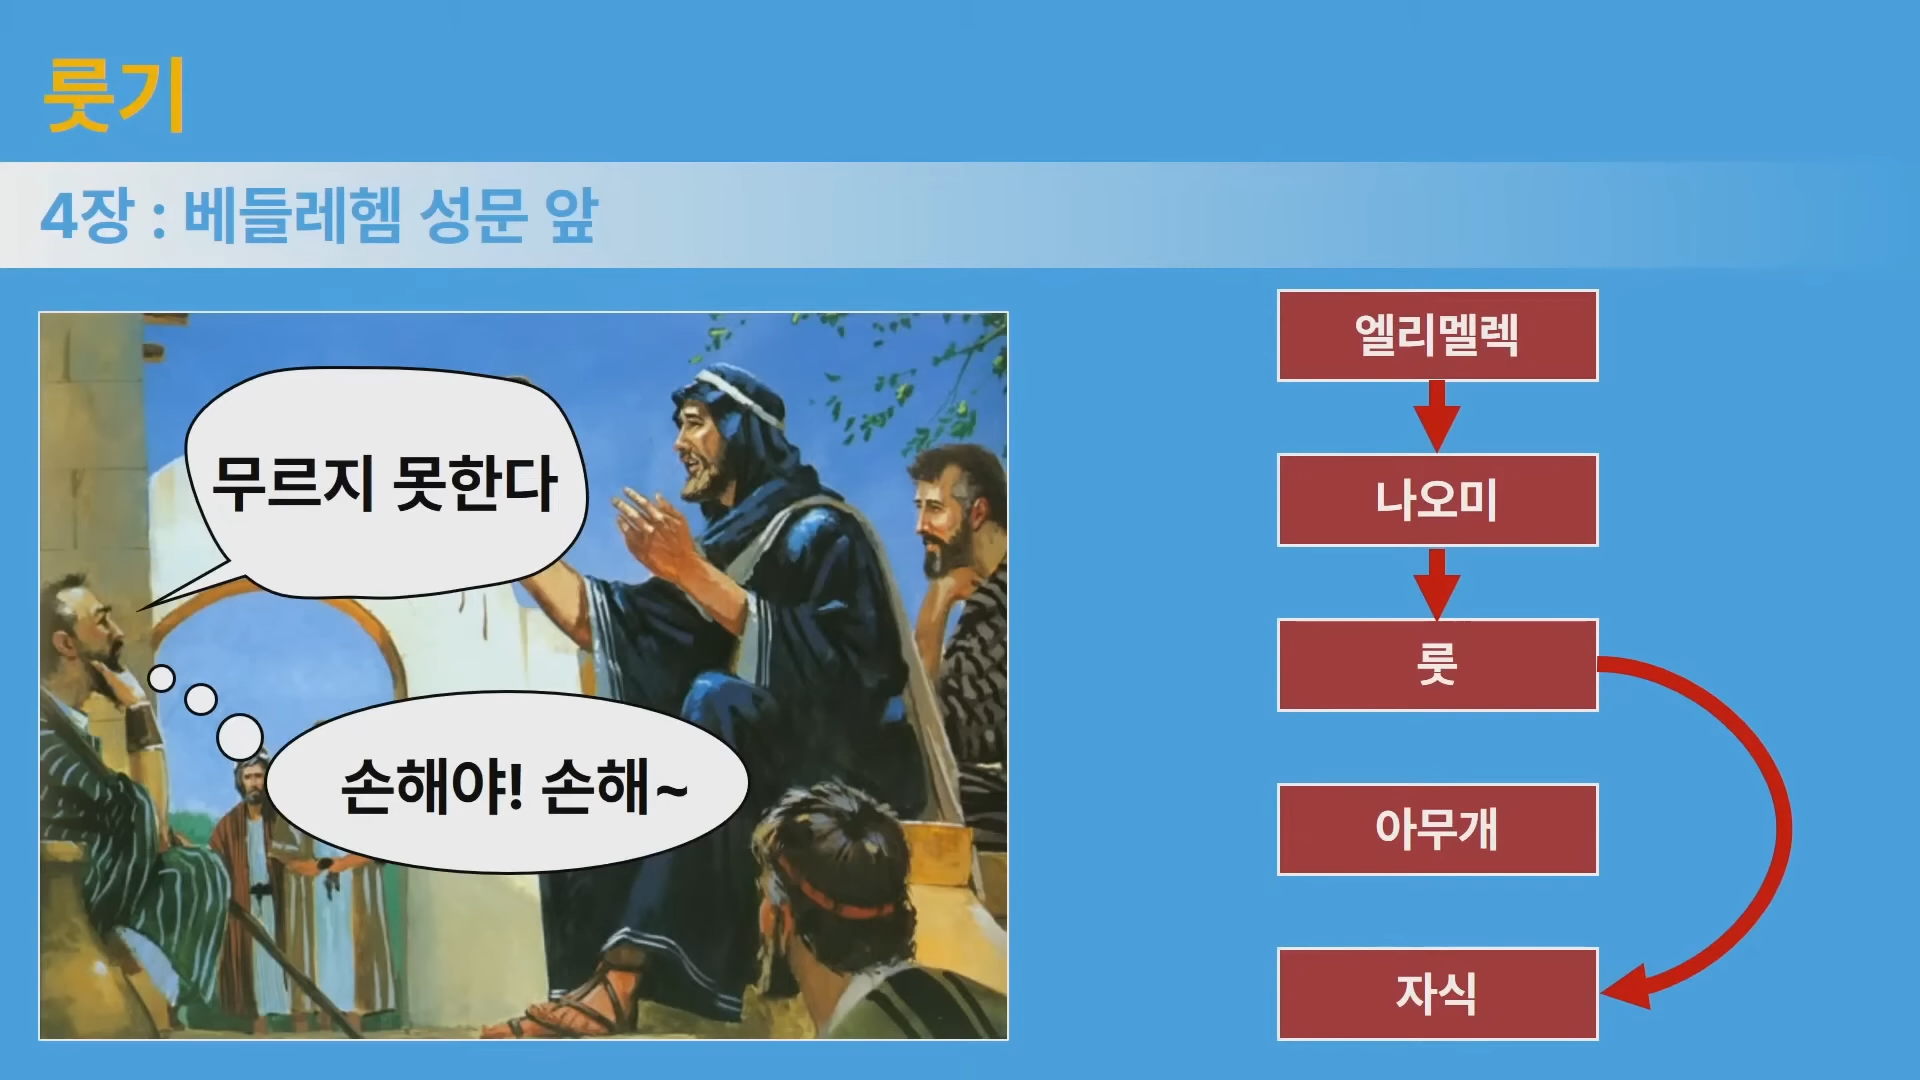 룻기
4장 : 베들레헴 성문 앞
무르지 못한다
손해야! 손해~
엘리멜렉
나오미
룻
아무개
자식